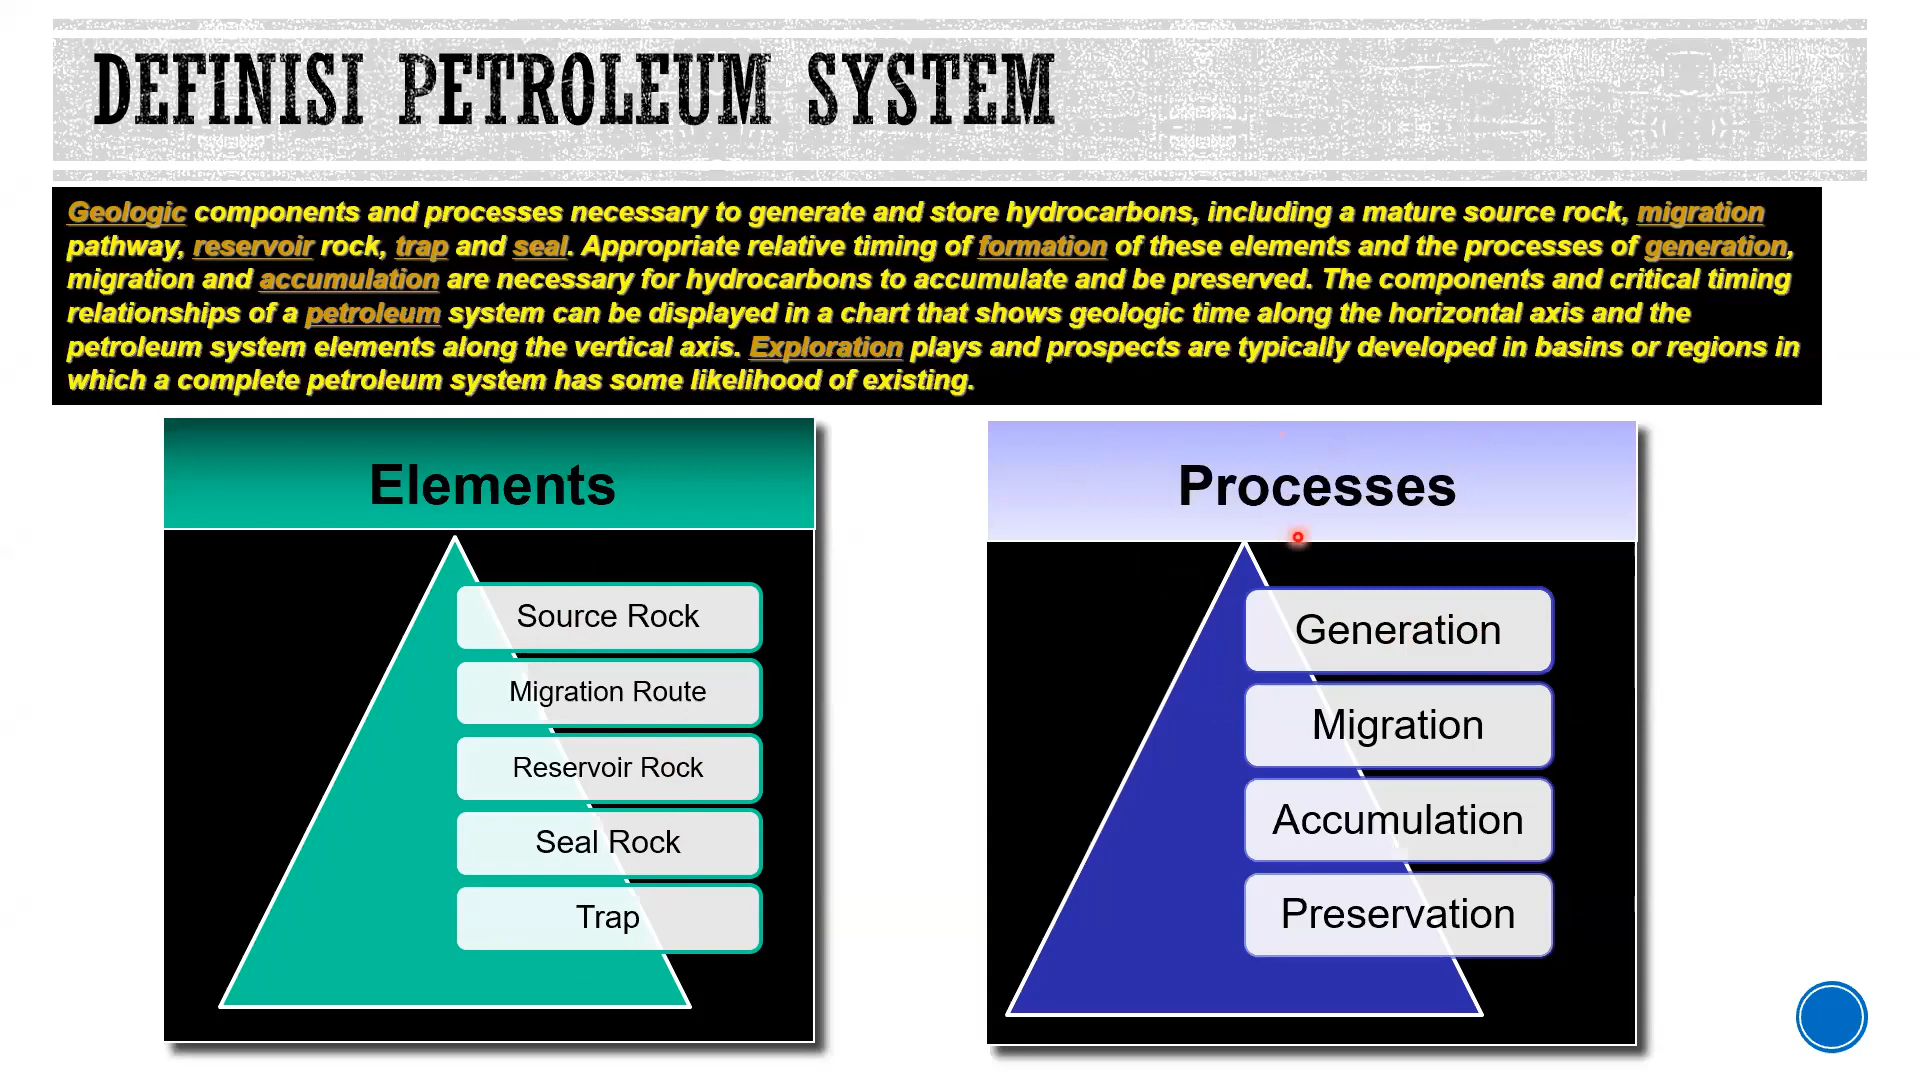 DEFINISI PETROLEUM SYSTEM
Geologic components and processes necessary to generate and store hydrocarbons, including a mature source rock, migration
pathway, reservoir rock, trap and seal. Appropriate relative timing of formation of these elements and the processes of generation,
migration and accumulation are necessary for hydrocarbons to accumulate and be preserved. The components and critical timing
relationships of a petroleum system can be displayed in a chart that shows geologic time along the horizontal axis and the
petroleum system elements along the vertical axis. Exploration plays and prospects are typically developed in basins or regions in
which a complete petroleum system has some likelihood of existing.
Elements
Source Rock
Migration Route
Reservoir Rock
Seal Rock
Trap
Processes
Generation
Migration
Accumulation
Preservation